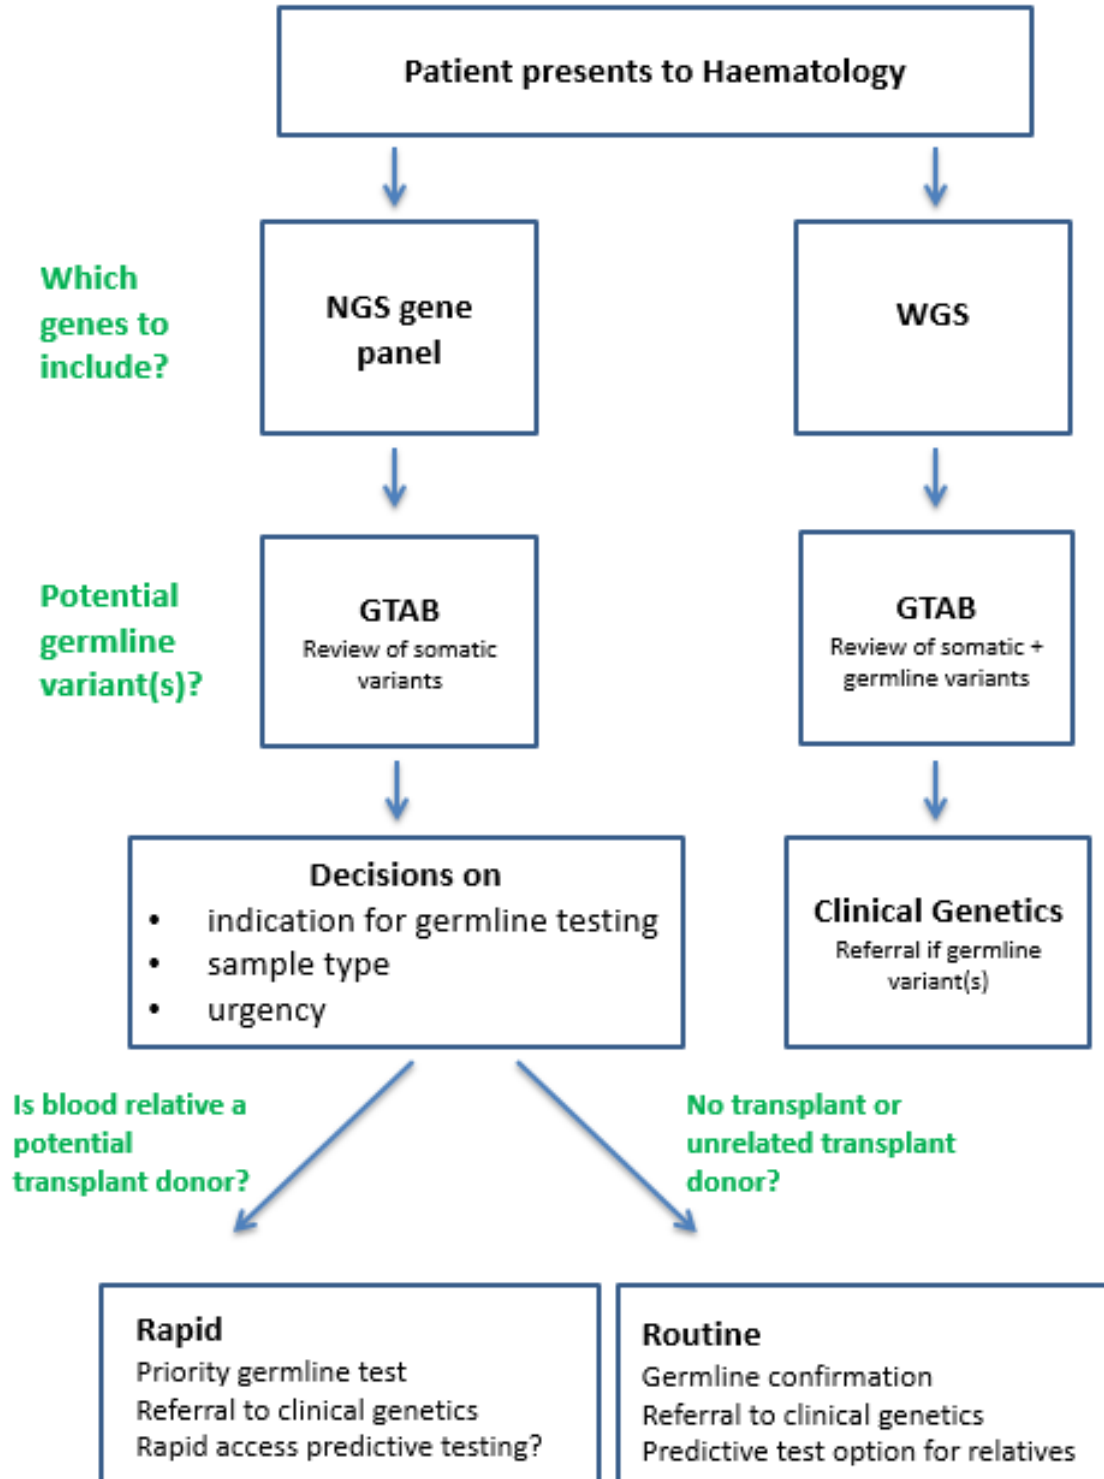 Patient presents to Haematology
Which
genes to
include?
NGS gene
panel
WGS
Potential
germline
variant(s)?
GTAB
Review of somatic
variants
GTAB
Review of somatic +
germline variants
Decisions on
• indication for germline testing
• sample type
• urgency
Clinical Genetics
Referral if germline
variant(s)
Is blood relative a
potential
transplant donor?
No transplant or
unrelated transplant
donor?
Rapid
Priority germline test
Referral to clinical genetics
Rapid access predictive testing?
Routine
Germline confirmation
Referral to clinical genetics
Predictive test option for relatives